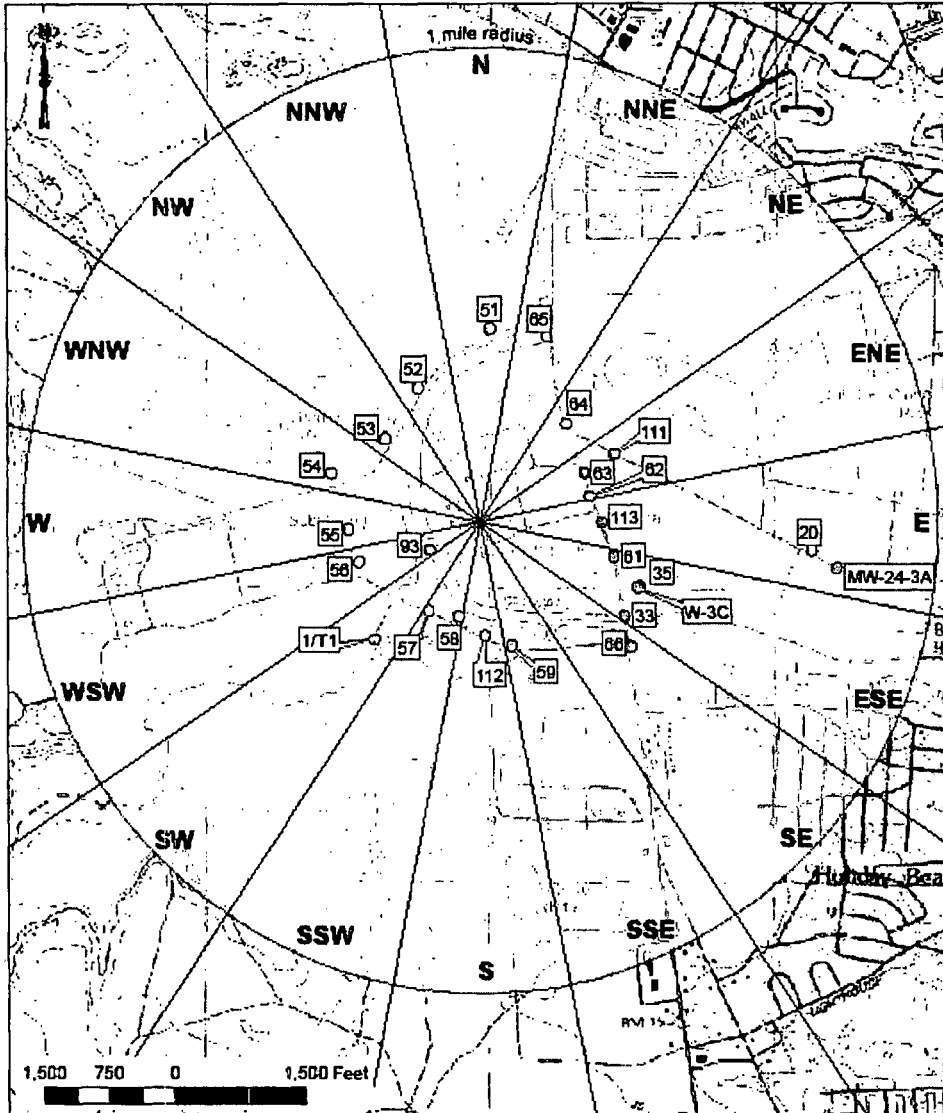 1 mile radius
N
N
NNW
NNE
NW
NE
51
65
WNW
ENE
52
64
53
111
54
63
62
W
113
E
55
20
93
61
56
MW-24-3A
35
W-3C
33
1/T1
57
58
66
112
59
WSW
ESE
SW
SE
SSW
SSE
S
1,500 750 0 1,500 Feet